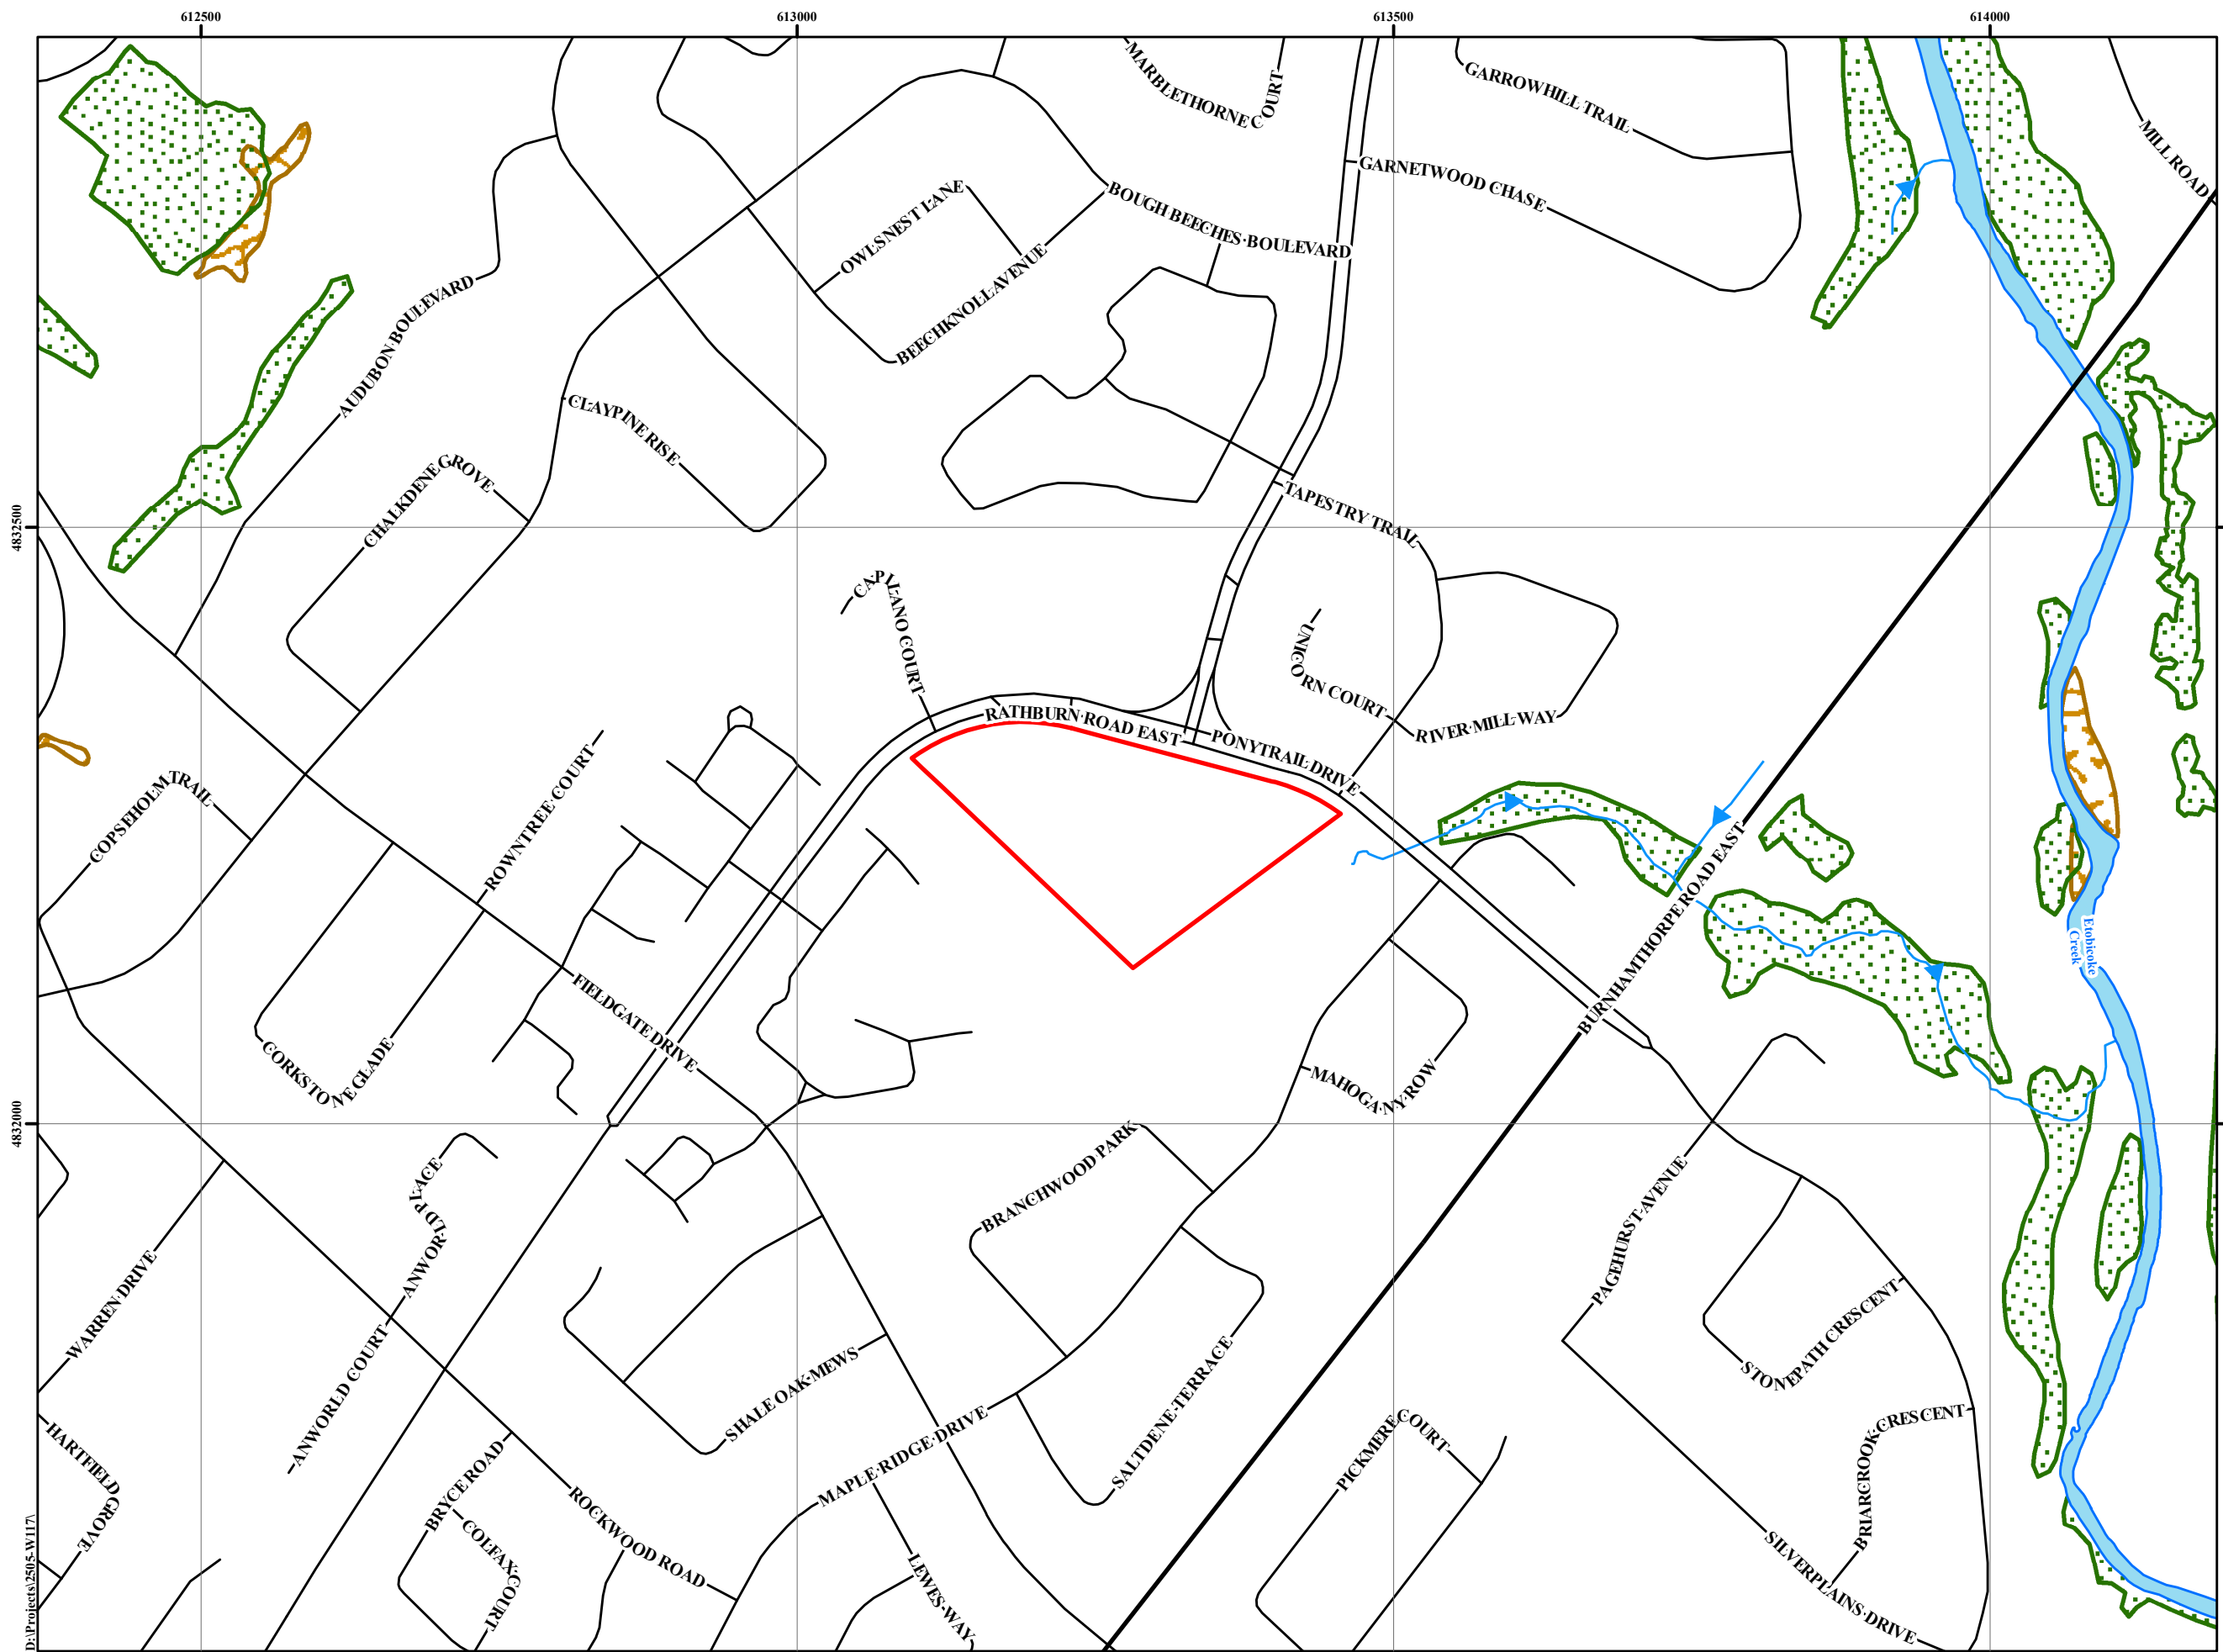 612500
613000
613500
614000
MARBLETHORNE COURT
GARROWHILL TRAIL
MILL ROAD
GARNETWOOD CHASE
OWLSNEST LANE
BOUGH BEECHES BOULEVARD
BEECHKNOLL AVENUE
AUDUBON BOULEVARD
CLAYPINE RISE
CHALKDENE GROVE
TAPESTRY TRAIL
4832500
CAPILANO COURT
UNICORN COURT
RATHBURN ROAD EAST
PONYTRAIL DRIVE
RIVER MILL WAY
COPSEHOLM TRAIL
ROWNTREE COURT
BURNHAMTHORPE ROAD EAST
Etobicoke
Creek
FIELDGATE DRIVE
CORKSTONE GLADE
MAHOGANY ROW
4832000
BRANCHWOOD PARK
ANWORLD PLACE
PAGEHURST AVENUE
WARREN DRIVE
ANWORLD COURT
SHALE OAK MEWS
STONEPATH CRESCENT
SALTDENE TERRACE
MAPLE RIDGE DRIVE
PICKMERE COURT
BRIARCROOK CRESCENT
HARTFIELD GROVE
BRYCE ROAD
COLFAX COURT
ROCKWOOD ROAD
LEWES WAY
SILVERPLAINS DRIVE
D:\Projects\2505-W117\